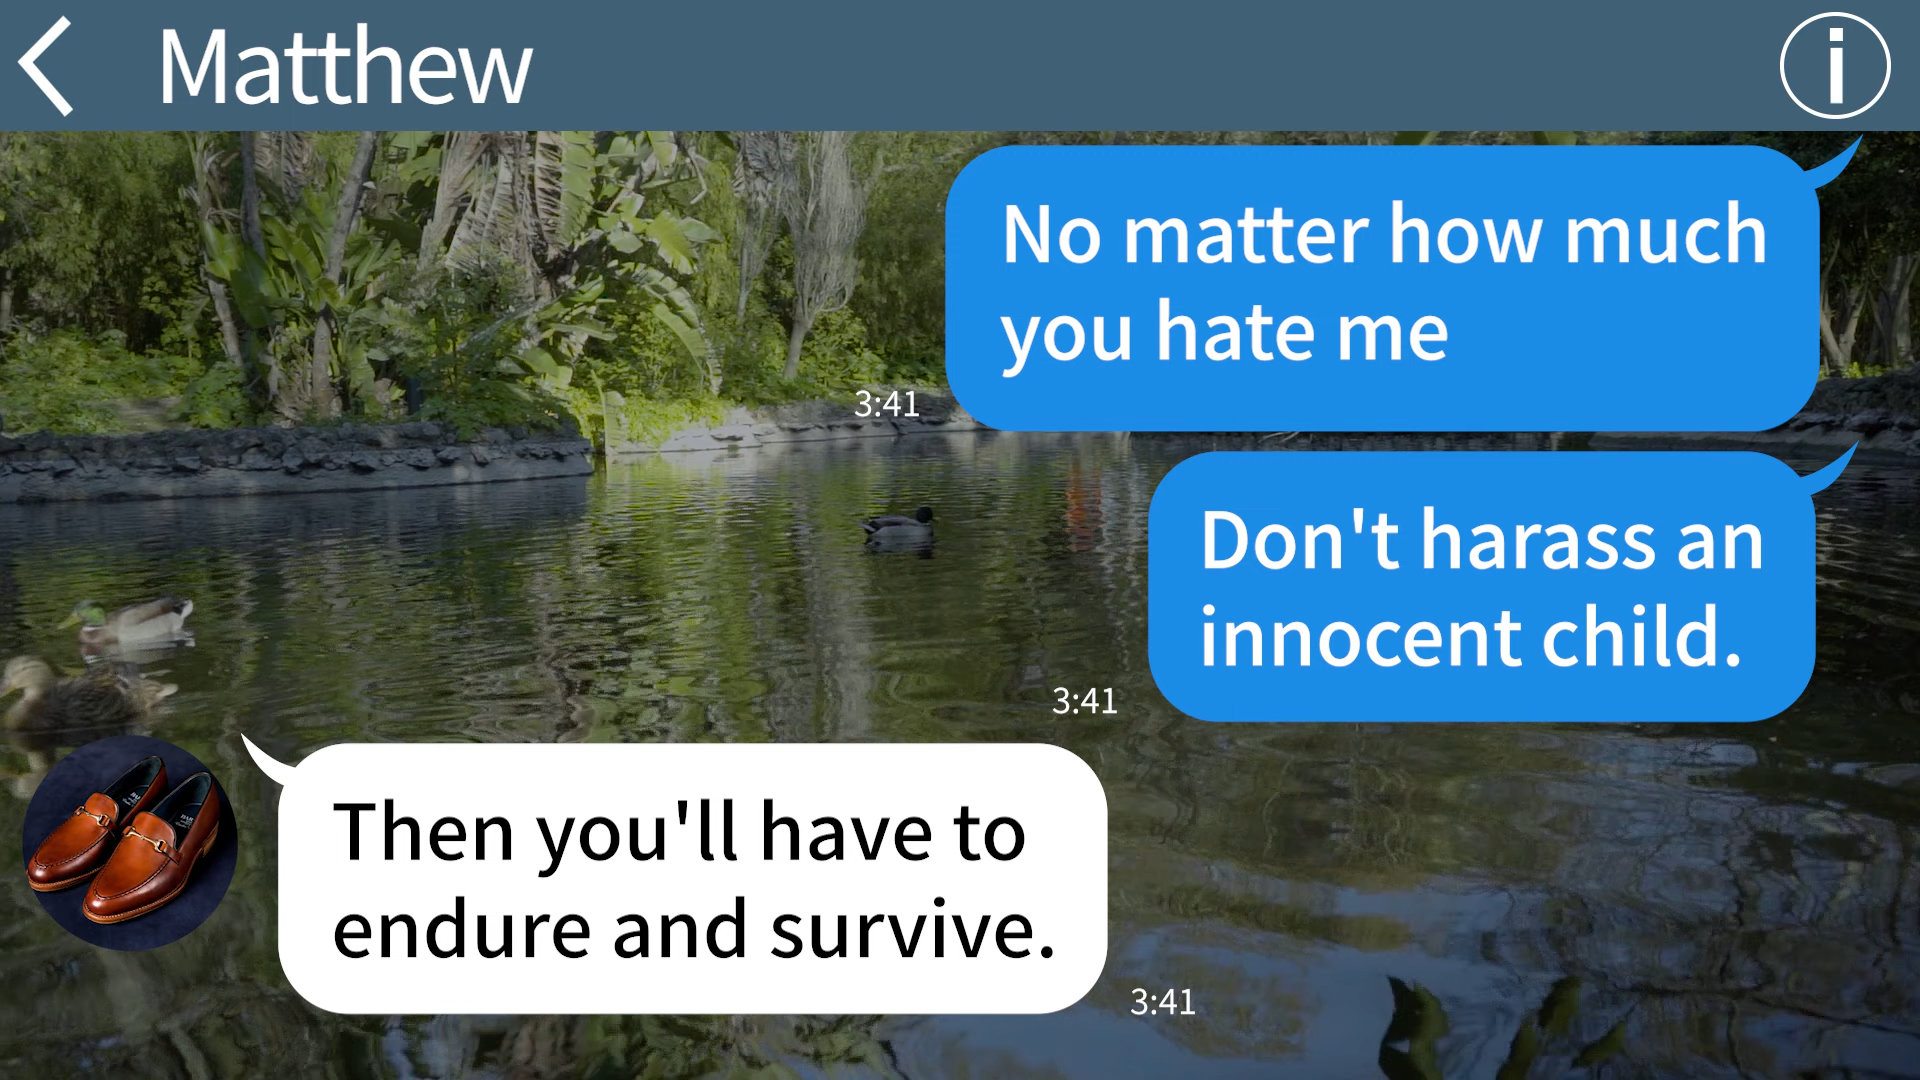 Matthew
No matter how much
you hate me
3:41
Don't harass an
innocent child.
3:41
Then you'll have to
endure and survive.
3:41